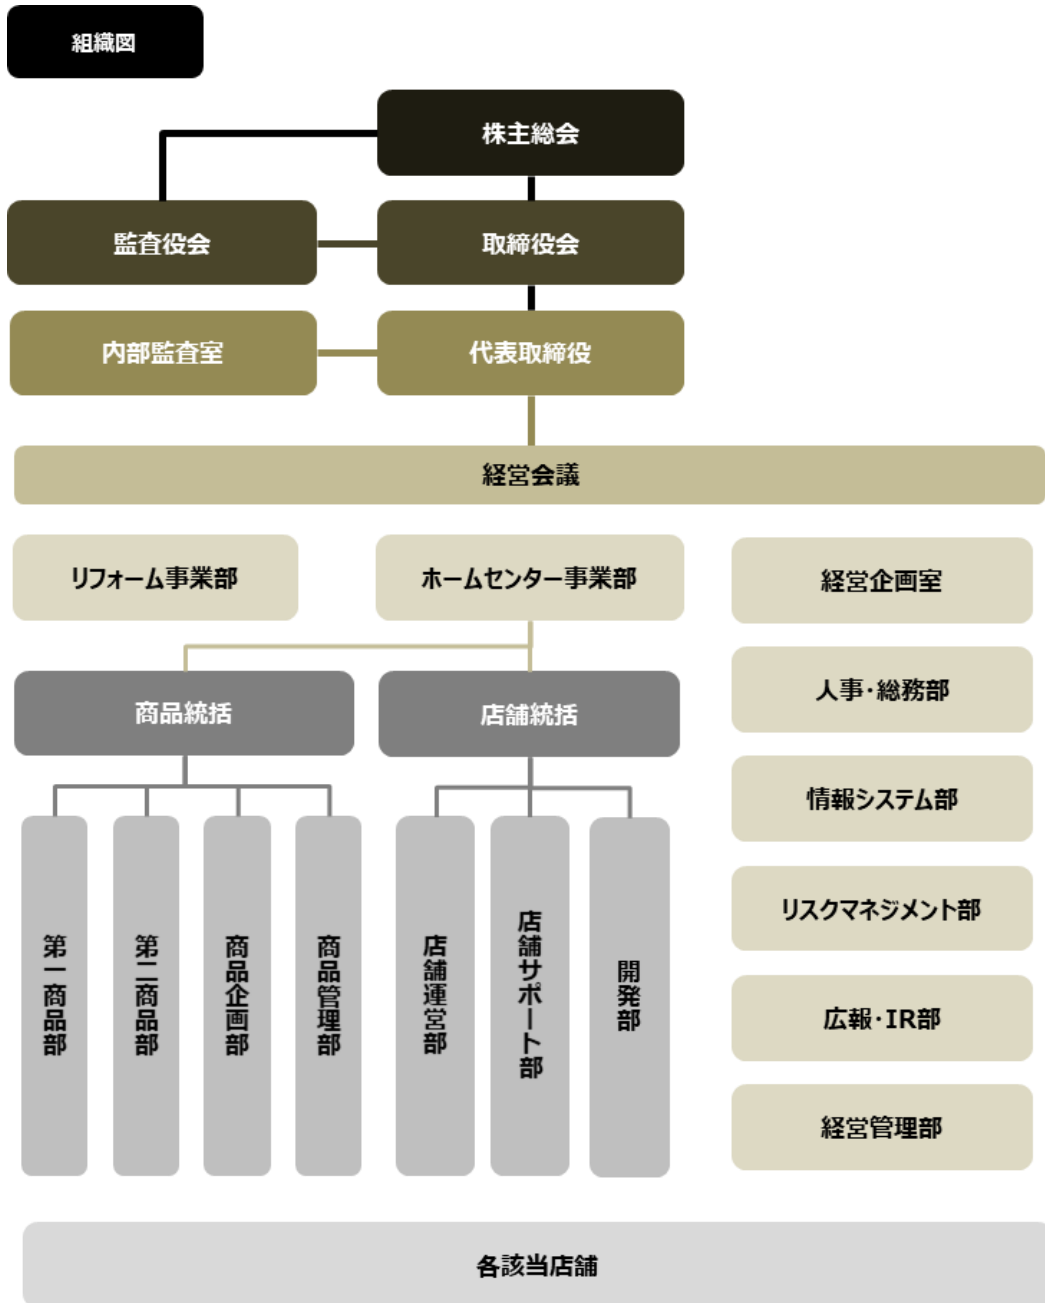 組織図
株主総会
監査役会
取締役会
内部監査室
代表取締役
経営会議
リフォーム事業部
ホームセンター事業部
経営企画室
人事・総務部
商品統括
店舗統括
情報システム部
リスクマネジメント部
第一商品部
第二商品部
商品企画部
商品管理部
店舗運営部
店舗サポート部
開発部
広報・IR部
経営管理部
各該当店舗